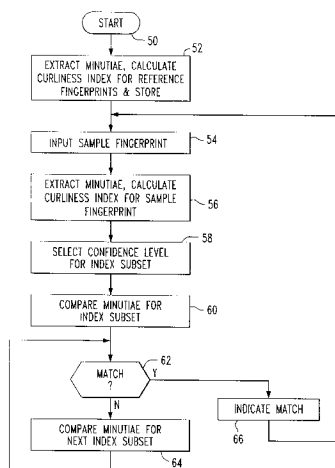 START
50
52
EXTRACT MINUTIAE, CALCULATE
CURLINESS INDEX FOR REFERENCE
FINGERPRINTS & STORE
INPUT SAMPLE FINGERPRINT
54
EXTRACT MINUTIAE, CALCULATE
CURLINESS INDEX FOR SAMPLE
FINGERPRINT
56
58
SELECT CONFIDENCE LEVEL
FOR INDEX SUBSET
COMPARE MINUTIAE FOR
INDEX SUBSET
60
62
MATCH
?
Y
N
INDICATE MATCH
66
COMPARE MINUTIAE FOR
NEXT INDEX SUBSET
64